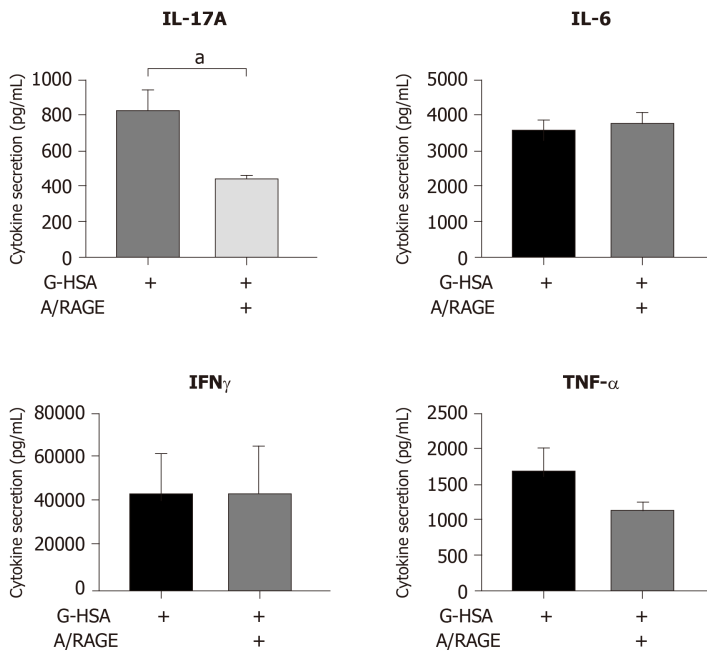 IL-17A
a
Cytokine secretion (pg/mL)
1000
800
600
400
200
0
G-HSA + +
A/RAGE +
IL-6
Cytokine secretion (pg/mL)
5000
4000
3000
2000
1000
0
G-HSA + +
A/RAGE +
IFNγ
Cytokine secretion (pg/mL)
80000
60000
40000
20000
0
G-HSA + +
A/RAGE +
TNF-α
Cytokine secretion (pg/mL)
2500
2000
1500
1000
500
0
G-HSA + +
A/RAGE +